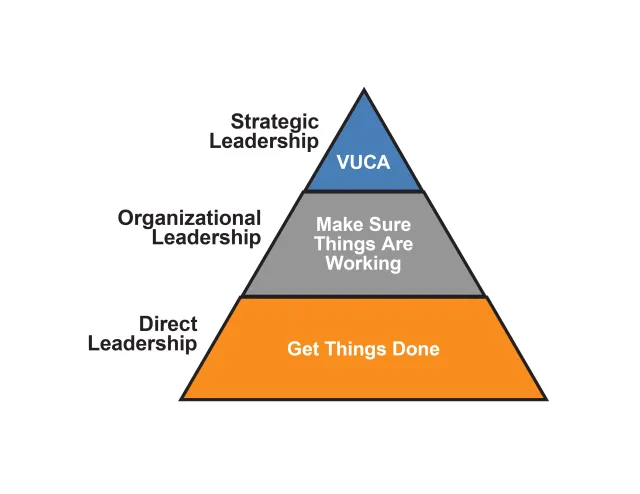 Strategic
Leadership
VUCA
Organizational
Leadership
Make Sure
Things Are
Working
Direct
Leadership
Get Things Done